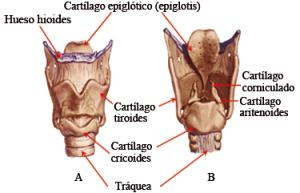 Cartílago epiglótico (epiglotis)
Hueso hioides
Cartílago
corniculado
Cartílago
aritenoides
Cartílago
tiroides
Cartílago
cricoides
A
B
Tráquea